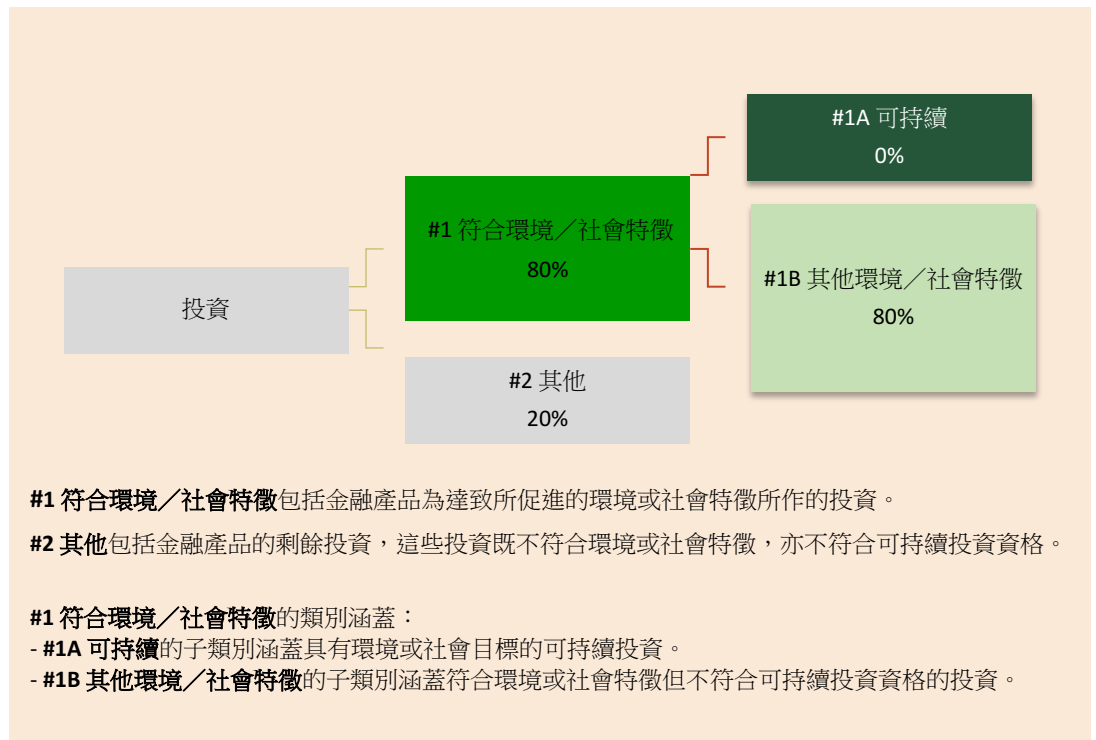 投資
#1 符合環境／社會特徵
80%
#2 其他
20%
#1A 可持續
0%
#1B 其他環境／社會特徵
80%
#1 符合環境／社會特徵包括金融產品為達致所促進的環境或社會特徵所作的投資。
#2 其他包括金融產品的剩餘投資，這些投資既不符合環境或社會特徵，亦不符合可持續投資資格。
#1 符合環境／社會特徵的類別涵蓋：
- #1A 可持續的子類別涵蓋具有環境或社會目標的可持續投資。
- #1B 其他環境／社會特徵的子類別涵蓋符合環境或社會特徵但不符合可持續投資資格的投資。